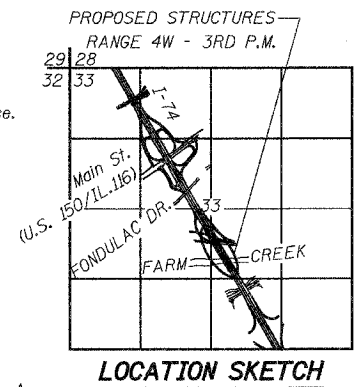 PROPOSED STRUCTURES
RANGE 4W - 3RD P.M.
29 28
32 33
ce.
I-74
Main St.
(U.S. 150/IL.116)
FONDULAC DR.
33
FARM CREEK
LOCATION SKETCH